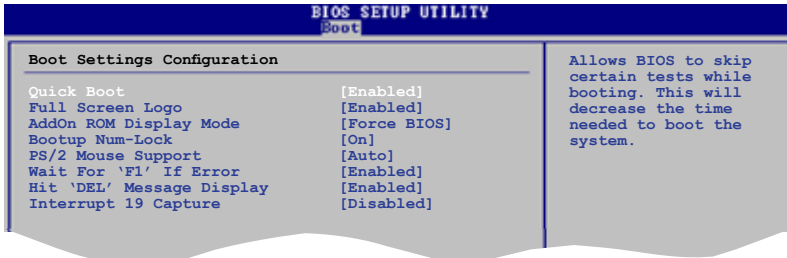 BIOS SETUP UTILITY
Boot
Boot Settings Configuration
Quick Boot [Enabled]
Full Screen Logo [Enabled]
AddOn ROM Display Mode [Force BIOS]
Bootup Num-Lock [On]
PS/2 Mouse Support [Auto]
Wait For ‘F1’ If Error [Enabled]
Hit ‘DEL’ Message Display [Enabled]
Interrupt 19 Capture [Disabled]
Allows BIOS to skip
certain tests while
booting. This will
decrease the time
needed to boot the
system.